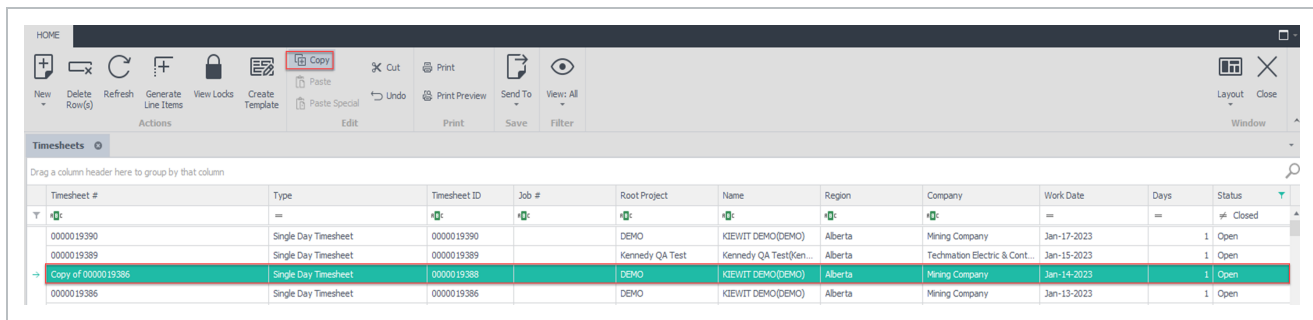 HOME
New
Delete Row(s)
Refresh
Generate Line Items
View Locks
Create Template
Copy
Paste
Paste Special
Cut
Undo
Print
Print Preview
Send To
View: All
Layout
Close
Actions Edit Print Save Filter Window
Timesheets
Drag a column header here to group by that column
Timesheet # Type Timesheet ID Job # Root Project Name Region Company Work Date Days Status
= = = ≠ Closed
0000019390 Single Day Timesheet 0000019390 DEMO KIEWIT DEMO(DEMO) Alberta Mining Company Jan-17-2023 1 Open
0000019389 Single Day Timesheet 0000019389 Kennedy QA Test Kennedy QA Test(Ken... Alberta Techmation Electric & Cont... Jan-15-2023 1 Open
Copy of 0000019386 Single Day Timesheet 0000019388 DEMO KIEWIT DEMO(DEMO) Alberta Mining Company Jan-14-2023 1 Open
0000019386 Single Day Timesheet 0000019386 DEMO KIEWIT DEMO(DEMO) Alberta Mining Company Jan-13-2023 1 Open